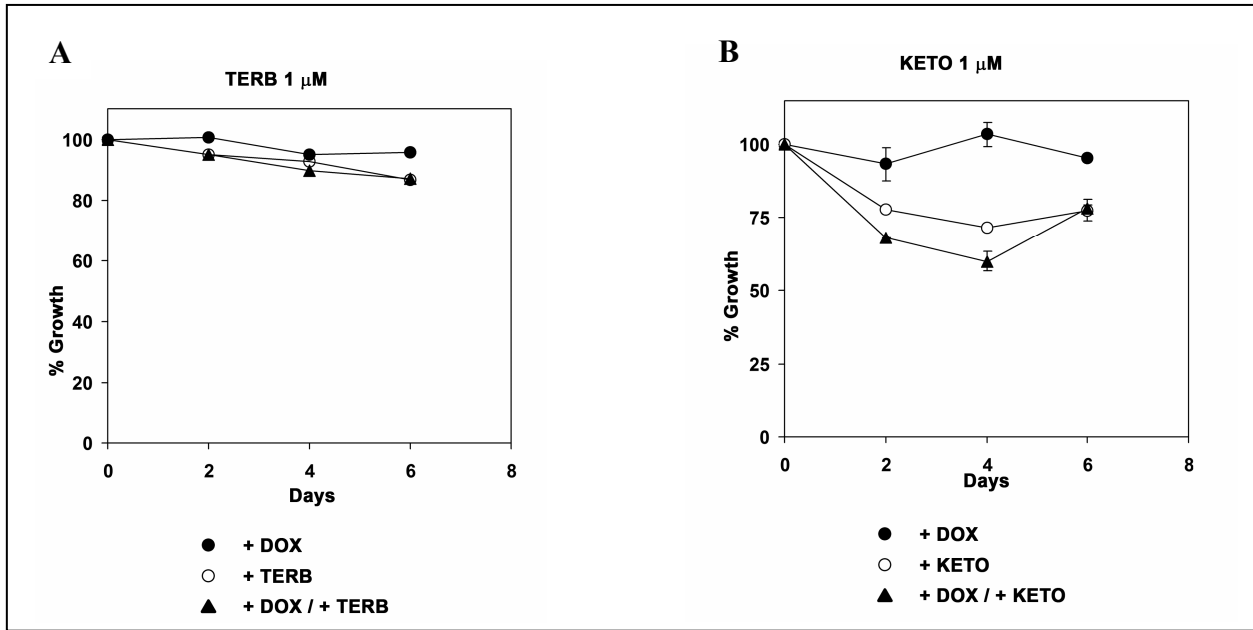 A
TERB 1 μM
100
80
60
40
20
0
% Growth
0 2 4 6 8
Days
+ DOX
+ TERB
+ DOX / + TERB
B
KETO 1 μM
100
75
50
25
0
% Growth
0 2 4 6 8
Days
+ DOX
+ KETO
+ DOX / + KETO